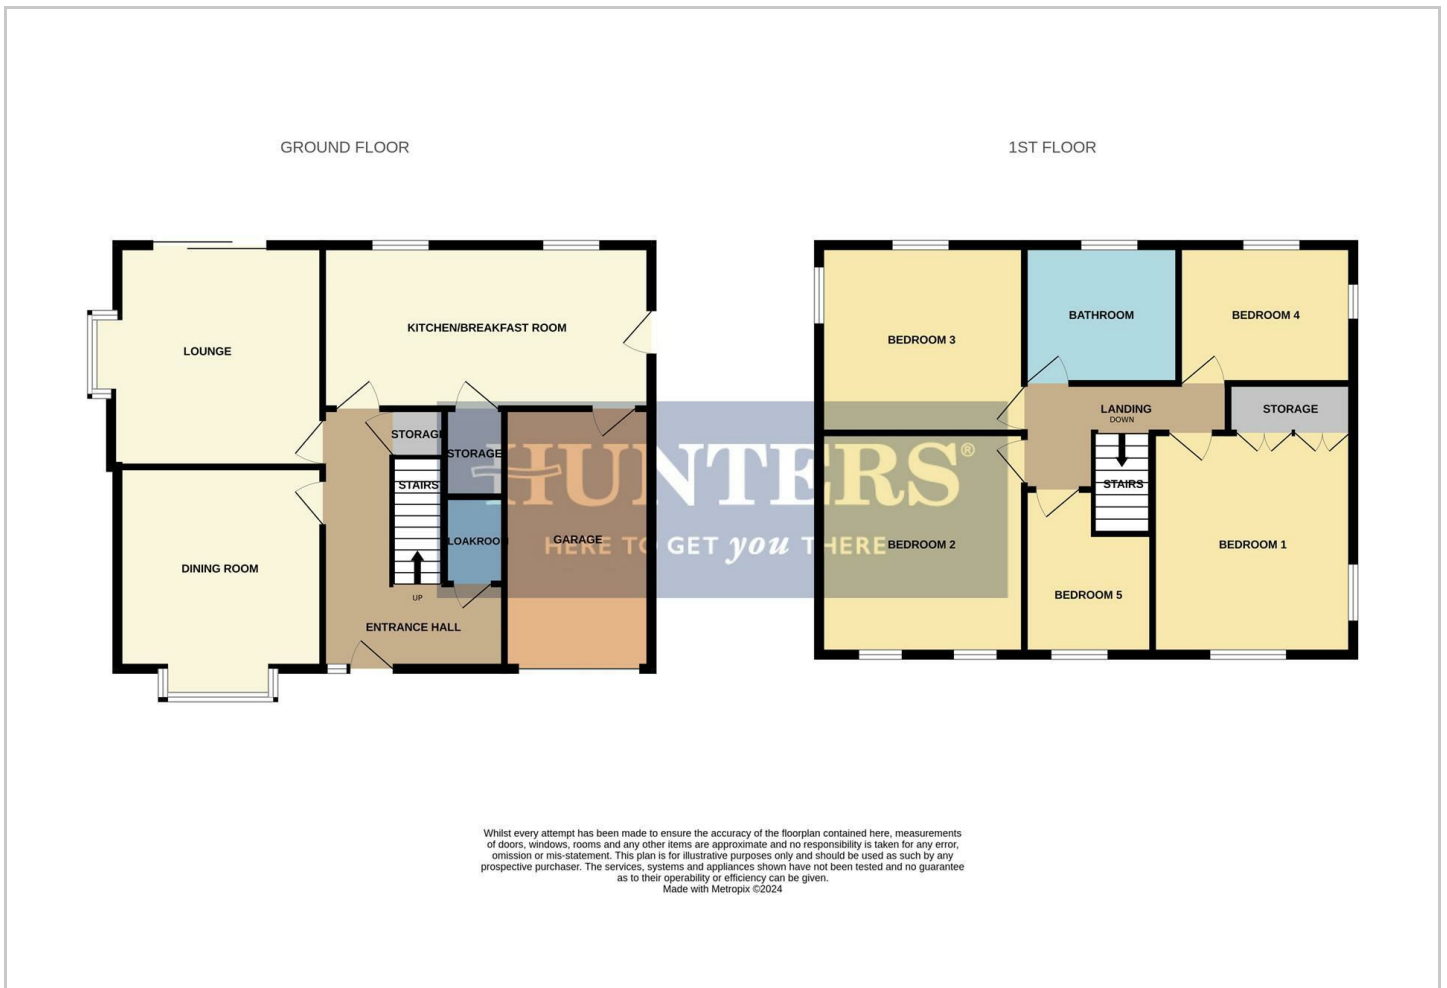 GROUND FLOOR
1ST FLOOR
LOUNGE
KITCHEN/BREAKFAST ROOM
STORAGE
STORAGE
STAIRS
DINING ROOM
LOAKROO
GARAGE
UP
ENTRANCE HALL
BEDROOM 3
BATHROOM
BEDROOM 4
LANDING
DOWN
STORAGE
STAIRS
BEDROOM 2
BEDROOM 1
BEDROOM 5
HUNTERS®
HERE TO GET you THERE
Whilst every attempt has been made to ensure the accuracy of the floorplan contained here, measurements
of doors, windows, rooms and any other items are approximate and no responsibility is taken for any error,
omission or mis-statement. This plan is for illustrative purposes only and should be used as such by any
prospective purchaser. The services, systems and appliances shown have not been tested and no guarantee
as to their operability or efficiency can be given.
Made with Metropix ©2024